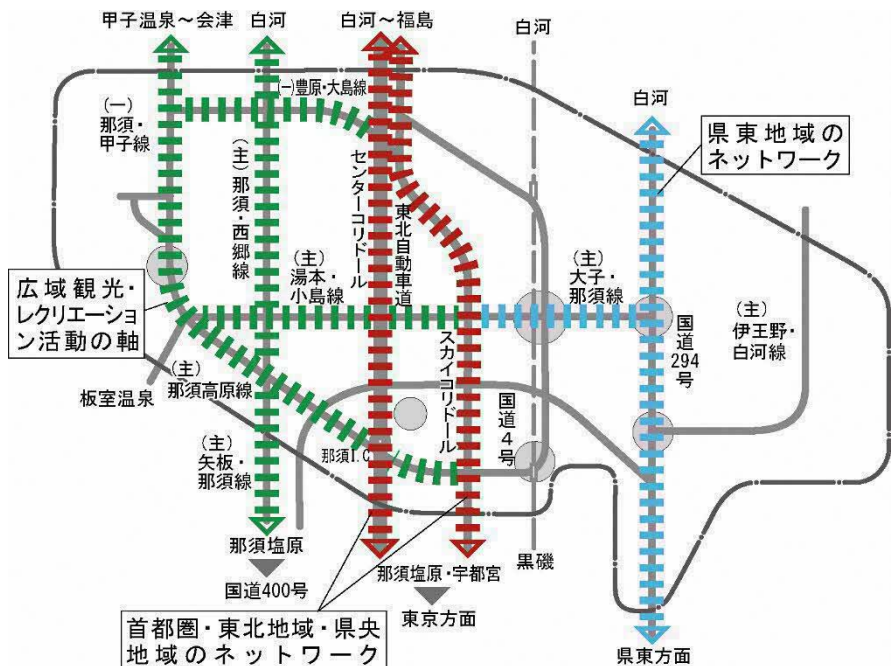 甲子温泉～会津
白河
白河～福島
白河
白河
(一)豊原・大島線
(一)
那須・
甲子線
(主)那須・西郷線
センターコリドール
東北自動車道
県東地域の
ネットワーク
(主)
湯本・
小島線
(主)
大子・
那須線
広域観光・
レクリエーショ
ン活動の軸
国道
294
号
(主)
伊王野・
白河線
板室温泉
(主)
那須高原線
スカイコリドール
国道4号
(主)
矢板・
那須線
那須I.C
那須塩原
国道400号
那須塩原・宇都宮
東京方面
黒磯
首都圏・東北地域・県央
地域のネットワーク
県東方面